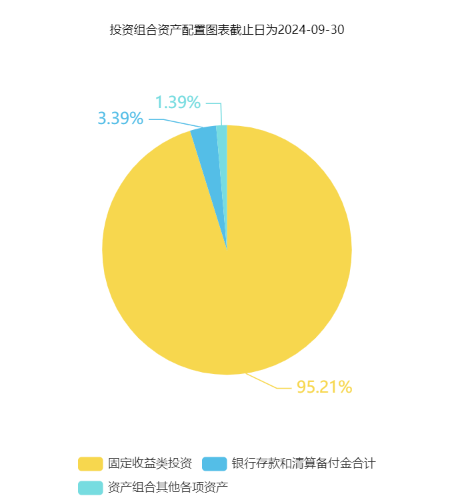 投资组合资产配置图表截止日为2024-09-30
1.39%
3.39%
95.21%
固定收益类投资 银行存款和清算备付金合计
资产组合其他各项资产